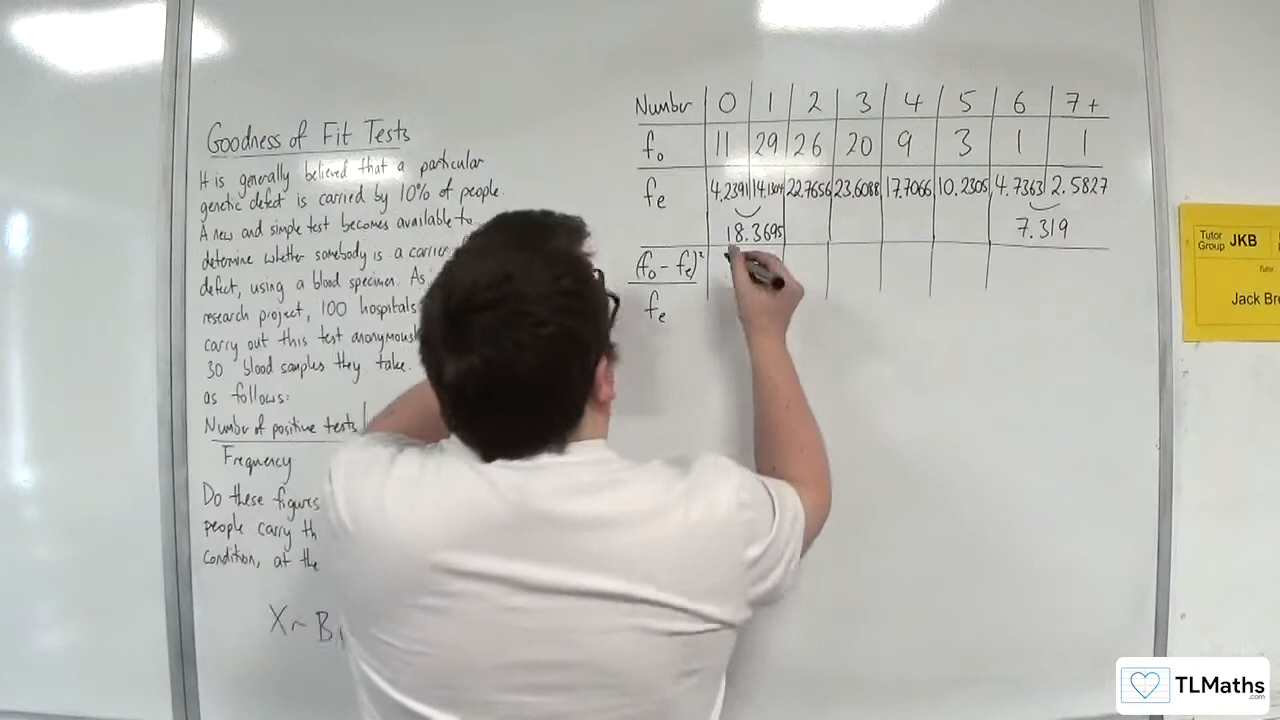 Goodness of Fit Tests
It is generally believed that a particular
genetic defect is carried by 10% of people.
A new and simple test becomes available to
determine whether somebody is a carrier
defect, using a blood specimen. As
research project, 100 hospitals
carry out this test anonymous
30 blood samples they take.
as follows:
Number of positive tests
Frequency
Do these figures
people carry th
condition, at the
X ~ B
Number 0 1 2 3 4 5 6 7+
fo 11 29 26 20 9 3 1 1
fe 4.2391 14.1304 22.7656 23.6088 17.7066 10.2305 4.7363 2.5827
18.3695 7.319
(fo - fe)²
fe
Tutor Group JKB
Tutor
Jack Bro
TLMaths
.com